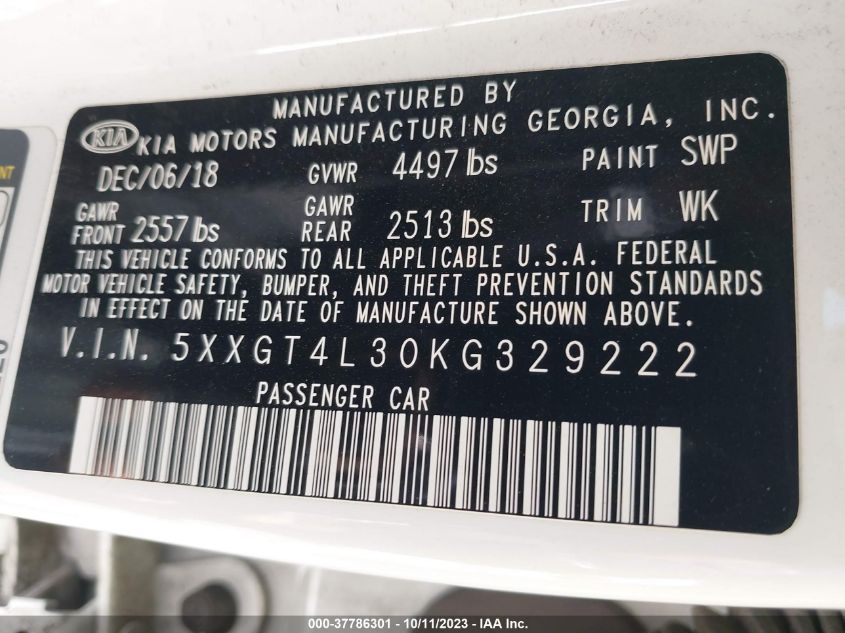 MANUFACTURED BY
KIA KIA MOTORS MANUFACTURING GEORGIA, INC.
DEC/06/18 GVWR 4497 lbs PAINT SWP
GAWR FRONT 2557 lbs GAWR REAR 2513 lbs TRIM WK
THIS VEHICLE CONFORMS TO ALL APPLICABLE U.S.A. FEDERAL
MOTOR VEHICLE SAFETY, BUMPER, AND THEFT PREVENTION STANDARDS
IN EFFECT ON THE DATE OF MANUFACTURE SHOWN ABOVE.
V.I.N. 5XXGT4L30KG329222
PASSENGER CAR
000-37786301 - 10/11/2023 - IAA Inc.